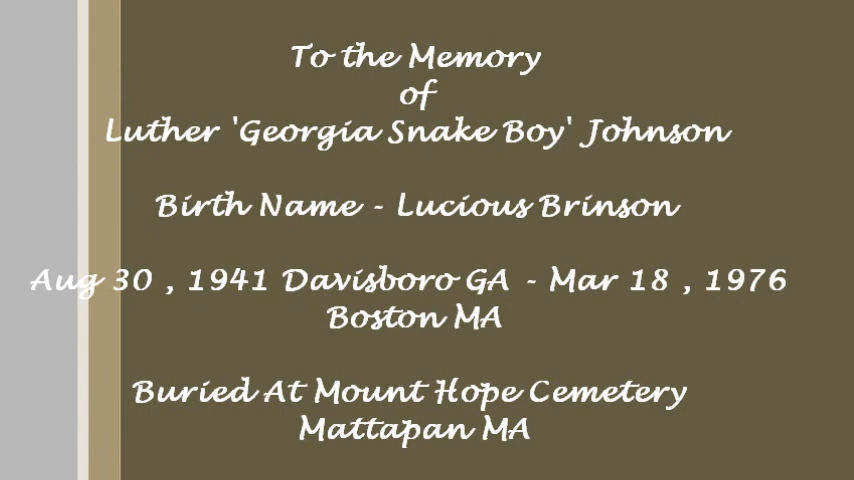 To the Memory
of
Luther 'Georgia Snake Boy' Johnson
Birth Name - Lucious Brinson
Aug 30 , 1941 Davisboro GA - Mar 18 , 1976
Boston MA
Buried At Mount Hope Cemetery
Mattapan MA